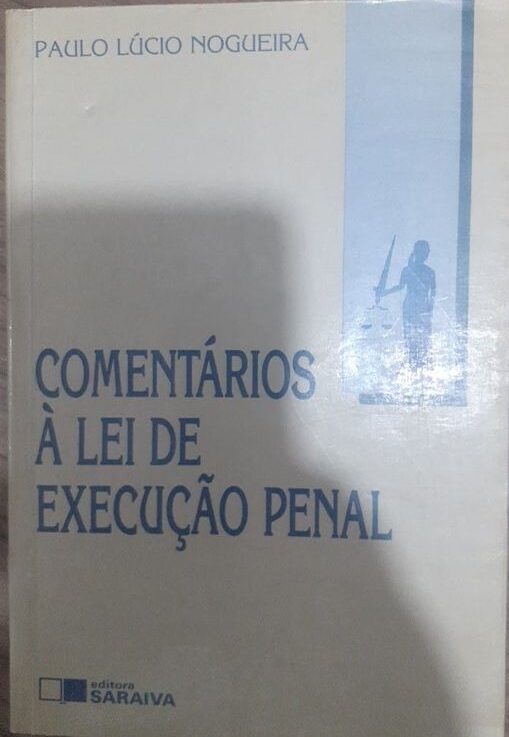 PAULO LÚCIO NOGUEIRA
COMENTÁRIOS
À LEI DE
EXECUÇÃO PENAL
editora
SARAIVA